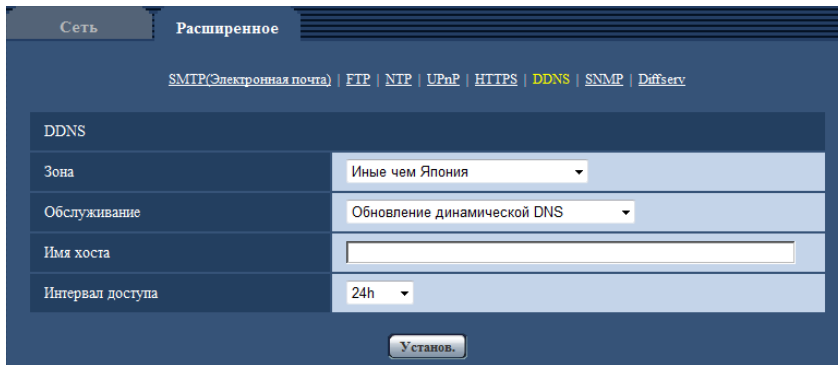 Сеть Расширенное
SMTP(Электронная почта) | FTP | NTP | UPnP | HTTPS | DDNS | SNMP | Diffserv
DDNS
Зона Иные чем Япония
Обслуживание Обновление динамической DNS
Имя хоста
Интервал доступа 24h
Установ.